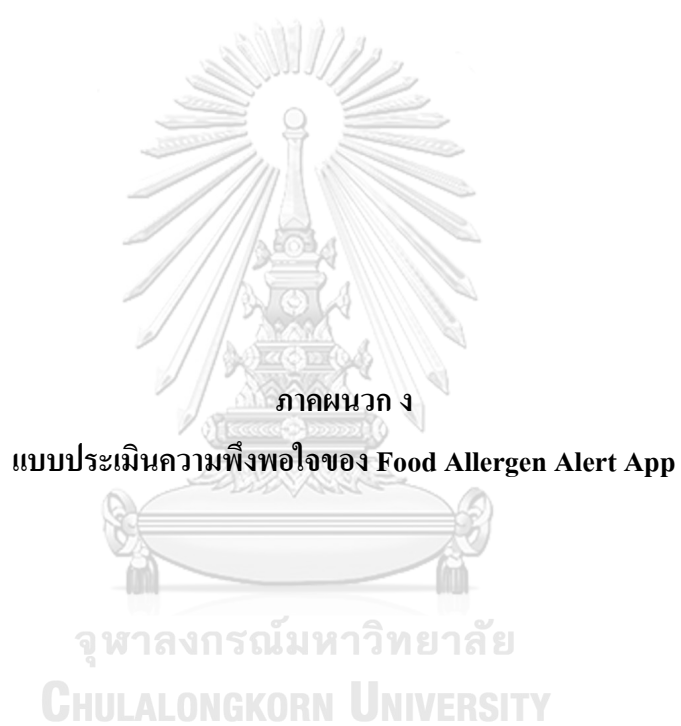 ภาคผนวก ง
แบบประเมินความพึงพอใจของ Food Allergen Alert App
จุฬาลงกรณ์มหาวิทยาลัย
CHULALONGKORN UNIVERSITY